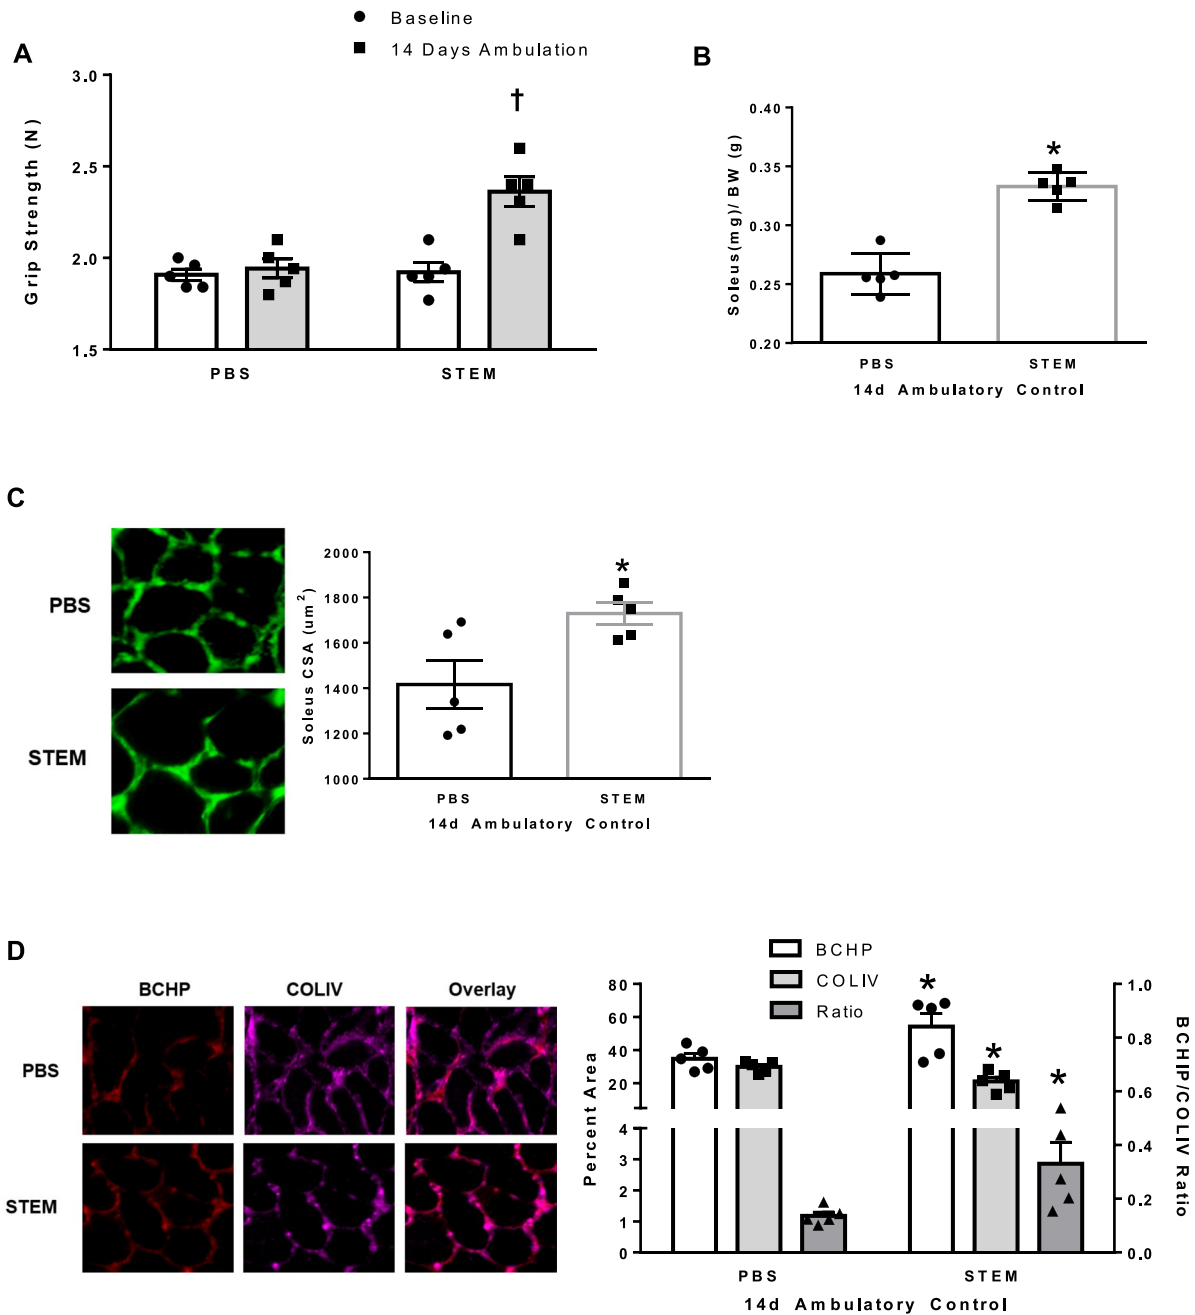 Baseline
14 Days Ambulation
A
3.0
2.5
2.0
1.5
Grip Strength (N)
†
PBS
STEM
B
0.40
0.35
0.30
0.25
0.20
Soleus(mg)/ BW (g)
*
PBS
STEM
14d Ambulatory Control
C
PBS
STEM
2000
1800
1600
1400
1200
1000
Soleus CSA (um²)
*
PBS
STEM
14d Ambulatory Control
D
BCHP
COLIV
Overlay
PBS
STEM
BCHP
COLIV
Ratio
80
60
40
20
4
3
2
1
0
Percent Area
*
*
*
1.0
0.8
0.6
0.4
0.2
0.0
BCHIP/COLIV Ratio
PBS
STEM
14d Ambulatory Control